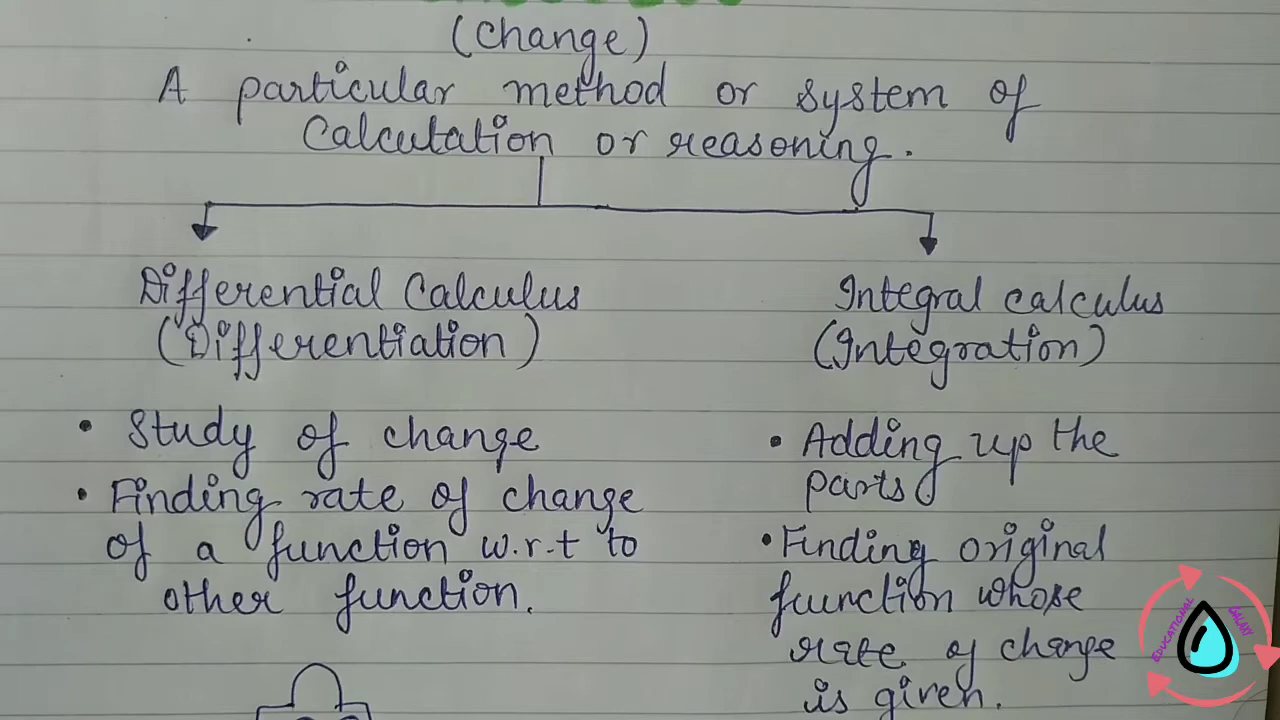 (change)
A particular method or system of
Calculation or reasoning.
Differential Calculus
(Differentiation)
• Study of change
• Finding rate of change
of a function w.r.t to
other function.
Integral calculus
(Integration)
• Adding up the
parts
• Finding original
function whose
rate of change
is given.
EDUCATIONAL
GALAXY